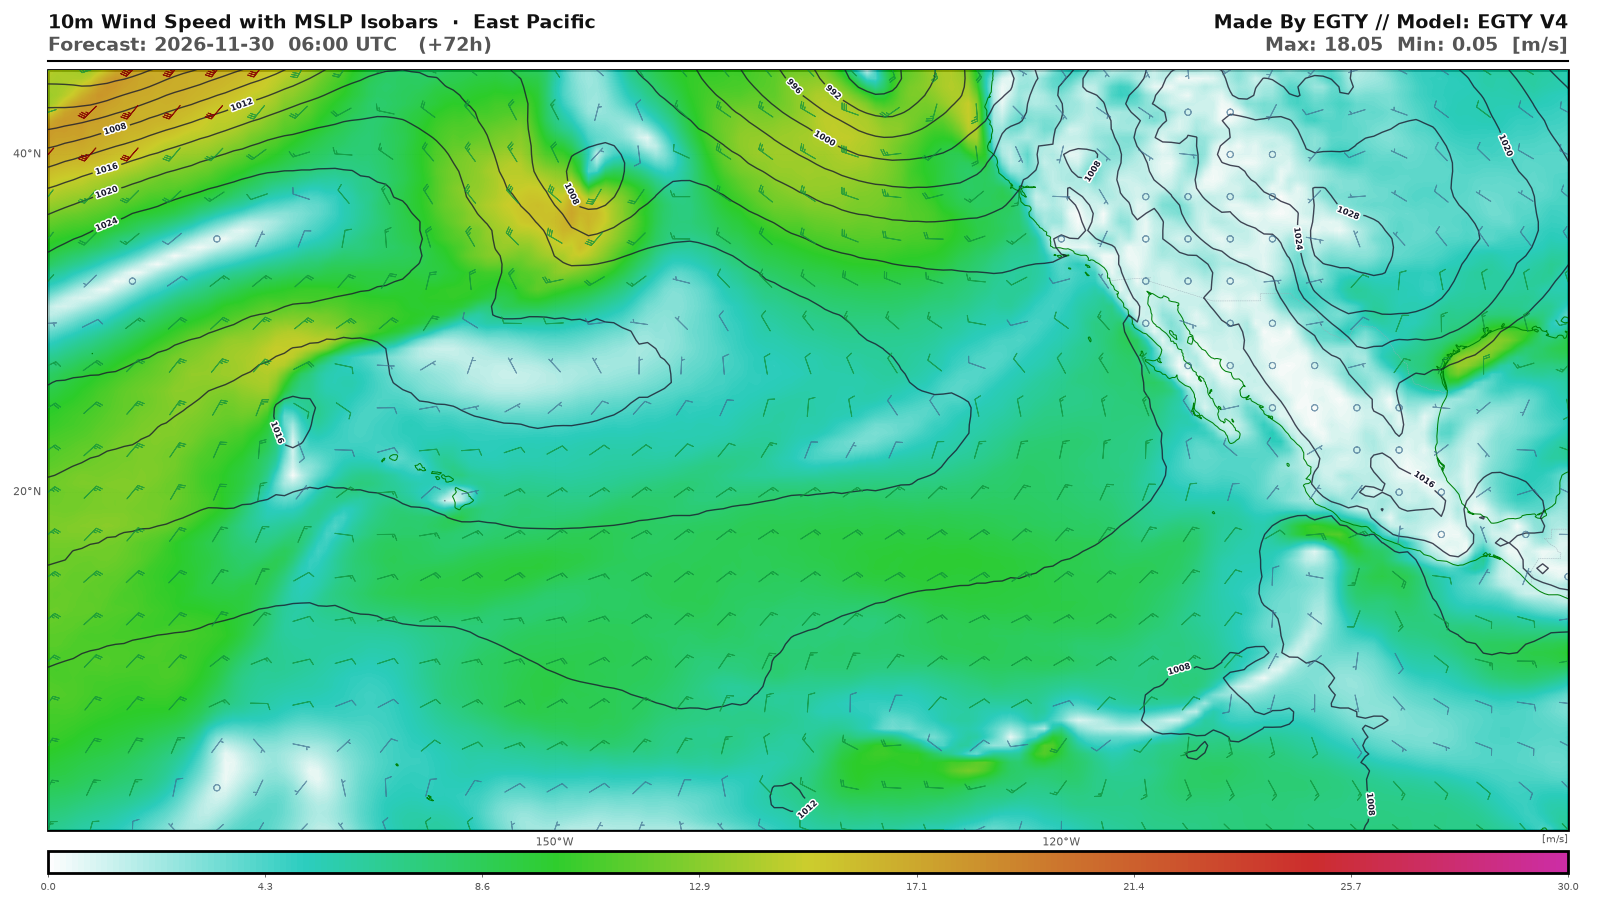 10m Wind Speed with MSLP Isobars · East Pacific
Made By EGTY // Model: EGTY V4
Forecast: 2026-11-30 06:00 UTC (+72h)
Max: 18.05 Min: 0.05 [m/s]
996
992
1012
1008
1000
1020
40°N
1016
1008
1020
1008
1028
1024
1024
1016
1016
20°N
1008
1012
1008
150°W
120°W
[m/s]
0.0
4.3
8.6
12.9
17.1
21.4
25.7
30.0